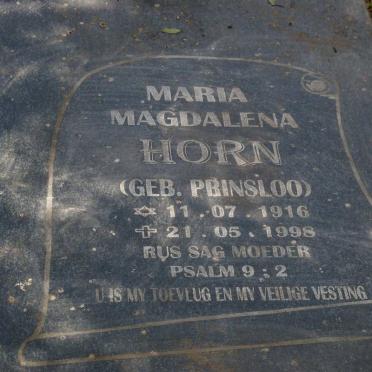 MARIA
MAGDALENA
HORN
(GEB. PRINSLOO)
✡ 11 . 07 . 1916
✝ 21 . 05 . 1998
RUS SAG MOEDER
PSALM 9 : 2
U IS MY TOEVLUG EN MY VEILIGE VESTING